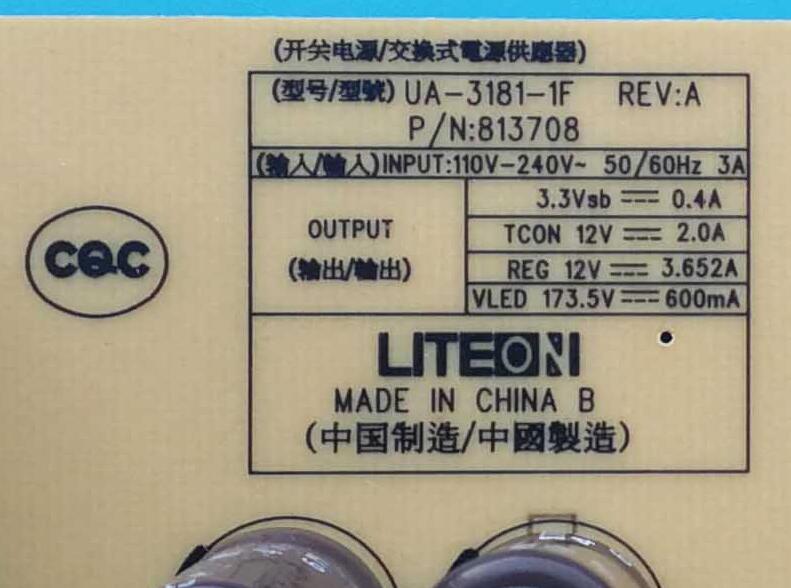 (开关电源/交換式電源供應器)
(型号/型號) UA-3181-1F REV:A
P/N:813708
(输入/輸入)INPUT:110V-240V~ 50/60Hz 3A
3.3Vsb ⎓ 0.4A
OUTPUT
TCON 12V ⎓ 2.0A
(输出/輸出)
REG 12V ⎓ 3.652A
VLED 173.5V ⎓ 600mA
CQC
LITEON
MADE IN CHINA B
(中国制造/中國製造)